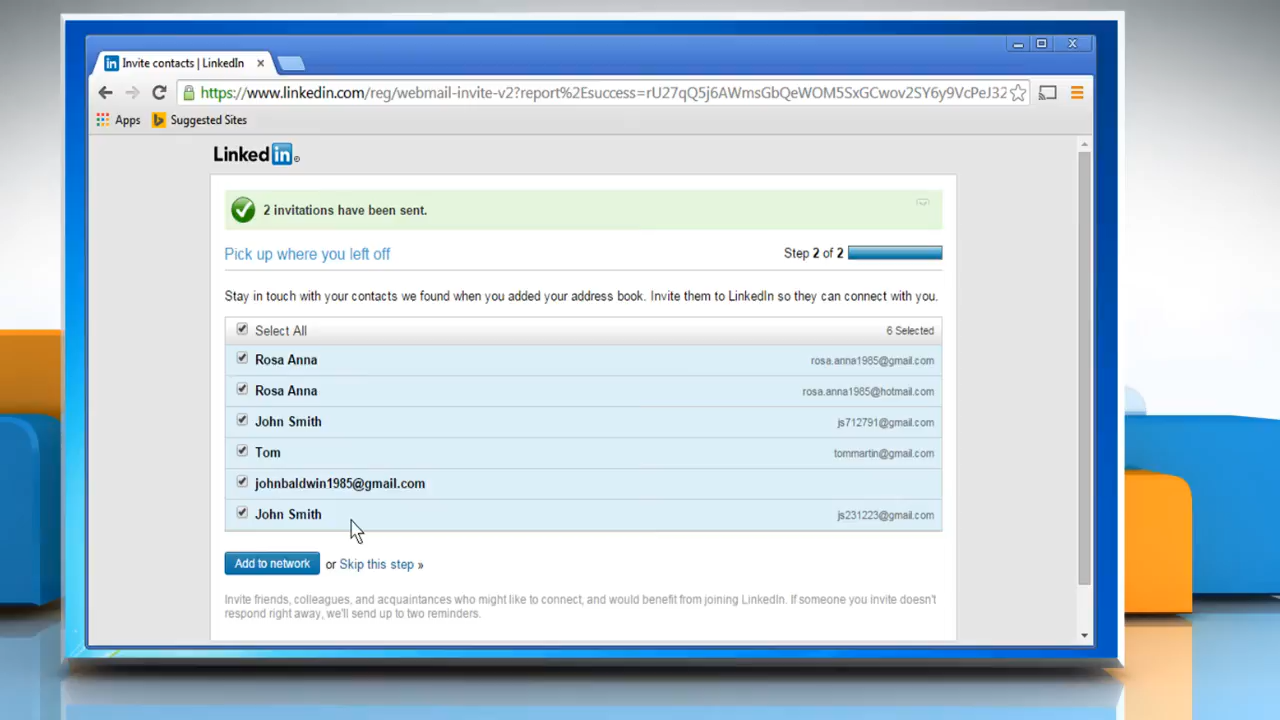 Invite contacts | LinkedIn
https://www.linkedin.com/reg/webmail-invite-v2?report%2Esuccess=rU27qQ5j6AWmsGbQeWOM5SxGCwov2SY6y9VcPeJ32
Apps Suggested Sites
Linked in
2 invitations have been sent.
Pick up where you left off Step 2 of 2
Stay in touch with your contacts we found when you added your address book. Invite them to LinkedIn so they can connect with you.
Select All 6 Selected
Rosa Anna rosa.anna1985@gmail.com
Rosa Anna rosa.anna1985@hotmail.com
John Smith js712791@gmail.com
Tom tommartin@gmail.com
johnbaldwin1985@gmail.com
John Smith js231223@gmail.com
Add to network or Skip this step »
Invite friends, colleagues, and acquaintances who might like to connect, and would benefit from joining LinkedIn. If someone you invite doesn't
respond right away, we'll send up to two reminders.